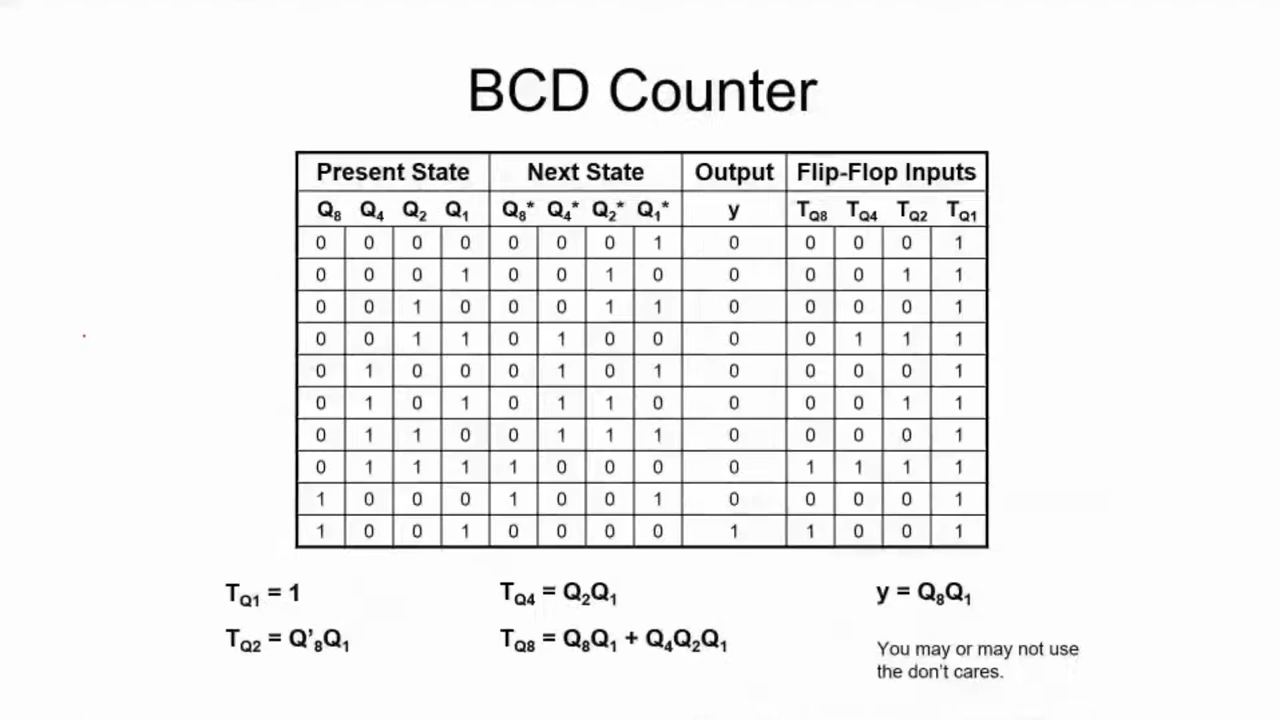 BCD Counter
Present State Next State Output Flip-Flop Inputs
Q₈ Q₄ Q₂ Q₁ Q₈* Q₄* Q₂* Q₁* y T_Q8 T_Q4 T_Q2 T_Q1
0 0 0 0 0 0 0 1 0 0 0 0 1
0 0 0 1 0 0 1 0 0 0 0 1 1
0 0 1 0 0 0 1 1 0 0 0 0 1
0 0 1 1 0 1 0 0 0 0 1 1 1
0 1 0 0 0 1 0 1 0 0 0 0 1
0 1 0 1 0 1 1 0 0 0 0 1 1
0 1 1 0 0 1 1 1 0 0 0 0 1
0 1 1 1 1 0 0 0 0 1 1 1 1
1 0 0 0 1 0 0 1 0 0 0 0 1
1 0 0 1 0 0 0 0 1 1 0 0 1
T_Q1 = 1 T_Q4 = Q₂Q₁ y = Q₈Q₁
T_Q2 = Q'₈Q₁ T_Q8 = Q₈Q₁ + Q₄Q₂Q₁
You may or may not use
the don't cares.